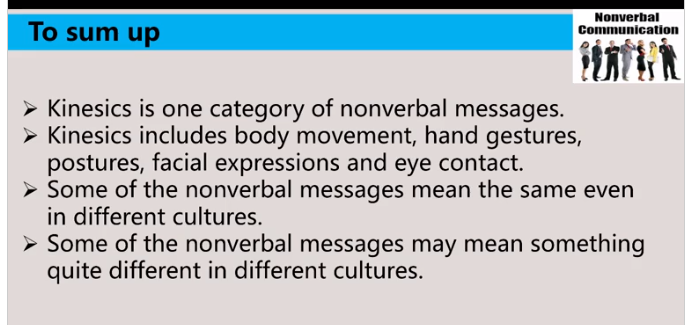 To sum up
Nonverbal
Communication
➢ Kinesics is one category of nonverbal messages.
➢ Kinesics includes body movement, hand gestures,
postures, facial expressions and eye contact.
➢ Some of the nonverbal messages mean the same even
in different cultures.
➢ Some of the nonverbal messages may mean something
quite different in different cultures.